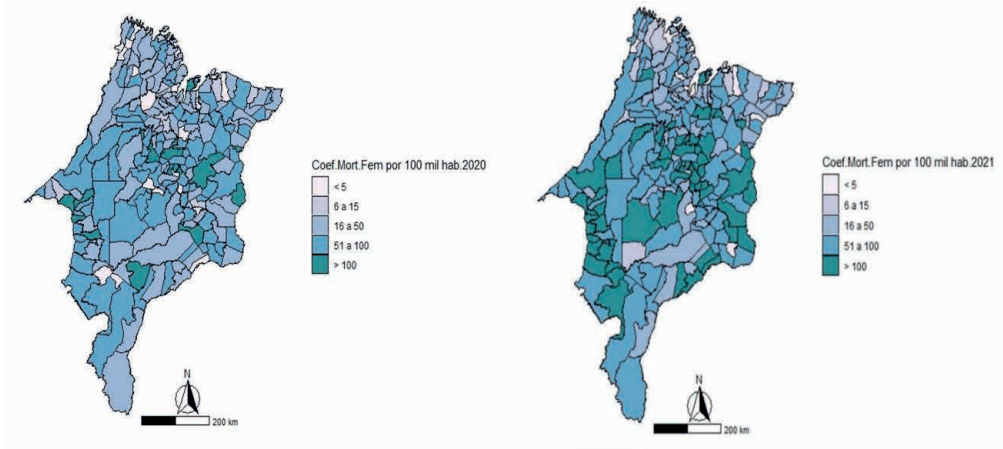 Coef.Mort.Fem por 100 mil hab.2020
< 5
6 a 15
16 a 50
51 a 100
> 100
N
200 km
Coef.Mort.Fem por 100 mil hab.2021
< 5
6 a 15
16 a 50
51 a 100
> 100
N
200 km